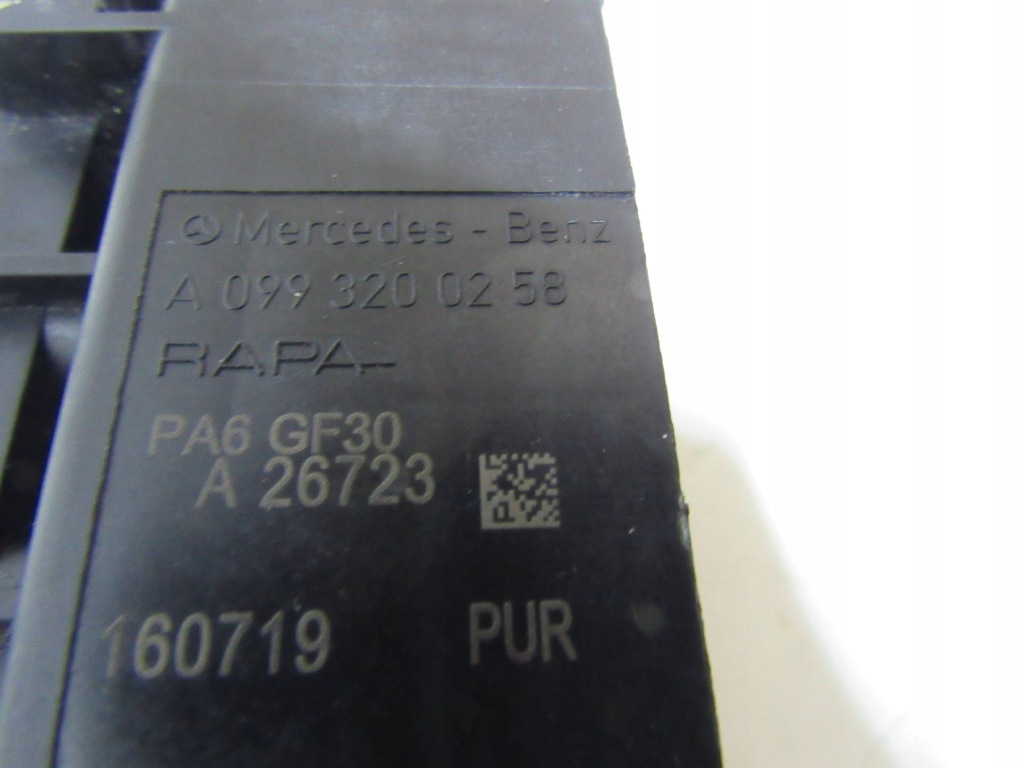 Mercedes - Benz
A 099 320 02 58
RAPA
PA6 GF30
A 26723
160719 PUR